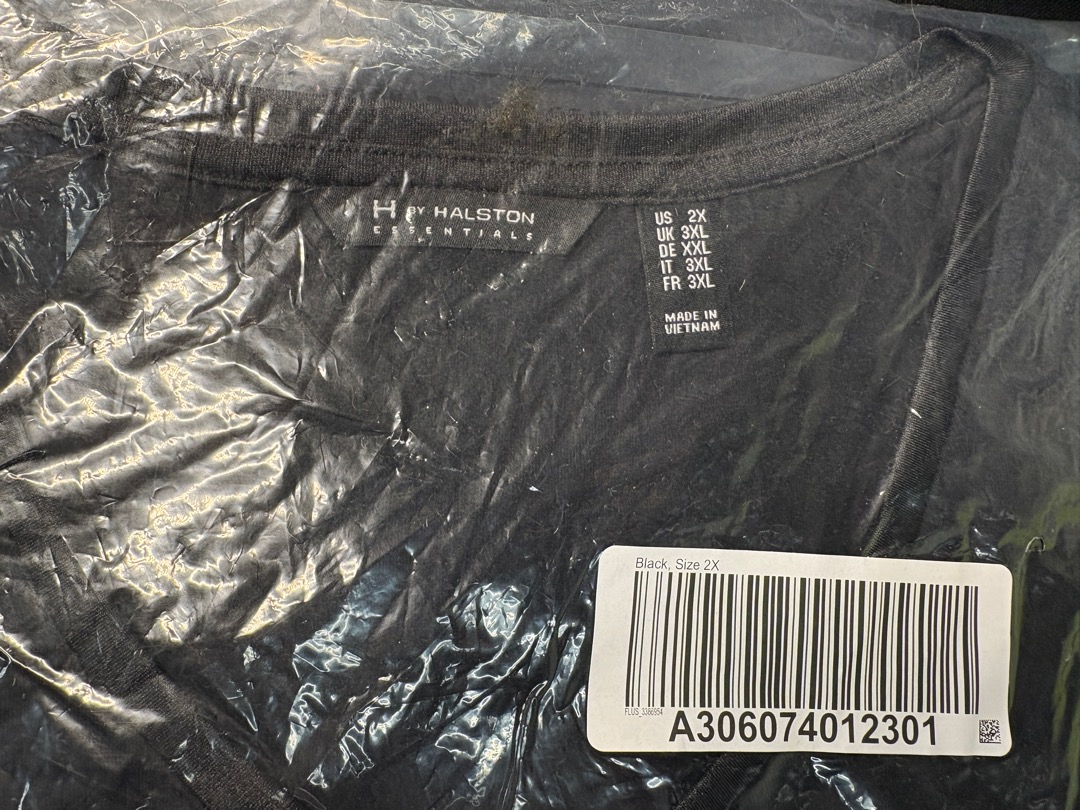 H BY HALSTON
ESSENTIALS
US 2X
UK 3XL
DE XXL
IT 3XL
FR 3XL
MADE IN
VIETNAM
Black, Size 2X
FLUS_3386954
A306074012301